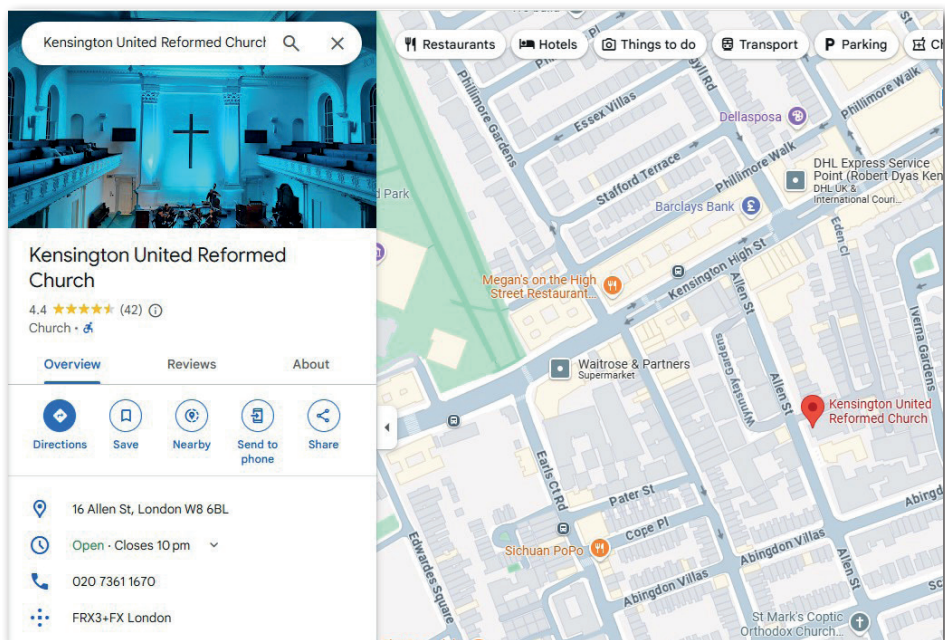 Kensington United Reformed Church
Restaurants
Hotels
Things to do
Transport
Parking
Kensington United Reformed
Church
4.4
(42)
Church
Overview
Reviews
About
Directions
Save
Nearby
Send to
phone
Share
16 Allen St, London W8 6BL
Open · Closes 10 pm
020 7361 1670
FRX3+FX London
Phillimore Gardens
Essex Villas
Stafford Terrace
Phillimore Walk
Phillimore Walk
Dellasposa
DHL Express Service
Point (Robert Dyas Ken
DHL UK &
International Couri...
Barclays Bank
d Park
Megan's on the High
Street Restaurant...
Kensington High St
Eden Cl
Allen St
Iverna Gardens
Waitrose & Partners
Supermarket
Wynnstay Gardens
Allen St
Kensington United
Reformed Church
Earls Ct Rd
Pater St
Cope Pl
Sichuan PoPo
Edwardes Square
Abingdon Villas
Abingdon Villas
Allen St
St Mark's Coptic
Orthodox Church...